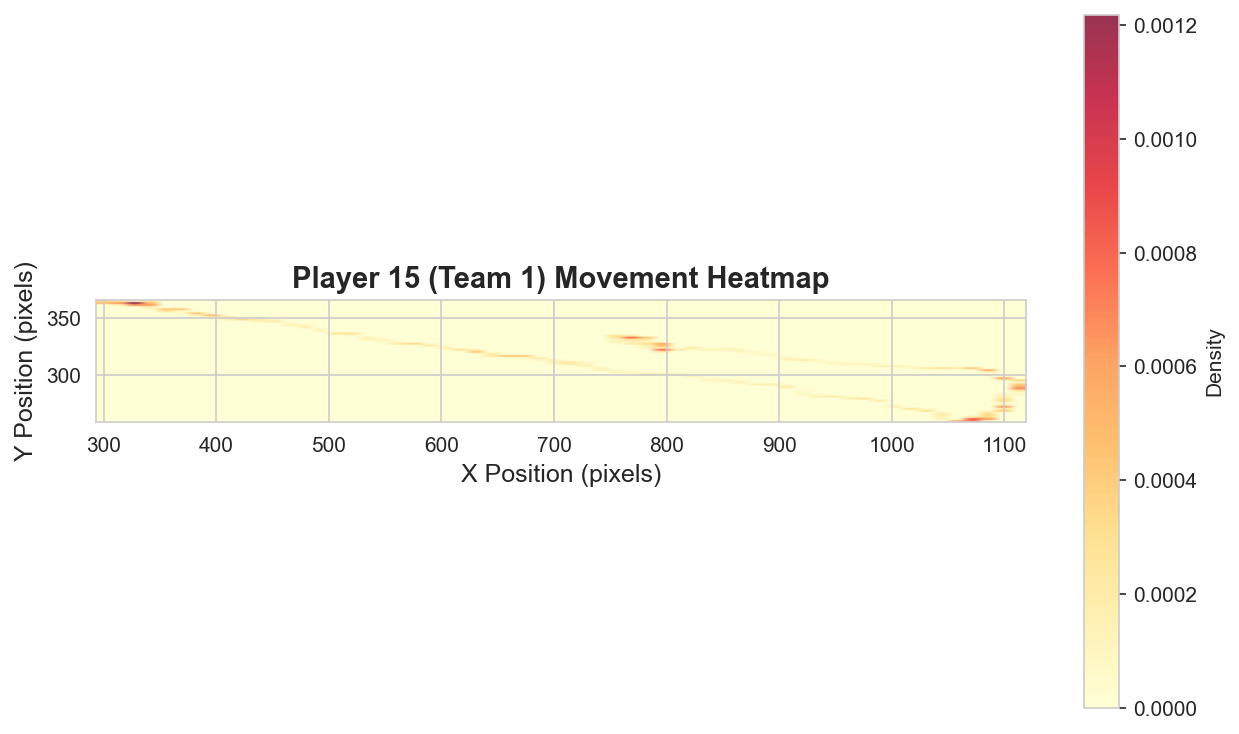 Player 15 (Team 1) Movement Heatmap
Y Position (pixels)
350
300
300 400 500 600 700 800 900 1000 1100
X Position (pixels)
0.0012
0.0010
0.0008
0.0006
0.0004
0.0002
0.0000
Density